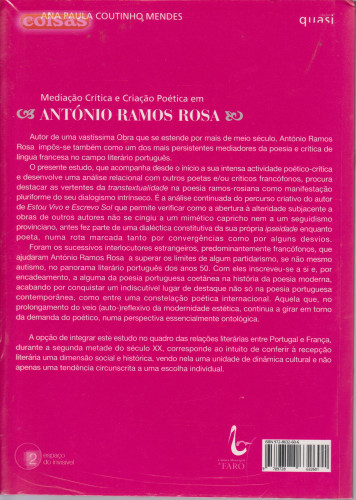 coisas
ANA PAULA COUTINHO MENDES
quasi
Mediação Crítica e Criação Poética em
ANTÓNIO RAMOS ROSA
Autor de uma vastíssima Obra que se estende por mais de meio século, António Ramos
Rosa impôs-se também como um dos mais persistentes mediadores da poesia e crítica de
língua francesa no campo literário português.
O presente estudo, que acompanha desde o início a sua intensa actividade poético-crítica
e desenvolve uma análise relacional com outros poetas e/ou críticos francófonos, procura
destacar as vertentes da transtextualidade na poesia ramos-rosiana como manifestação
pluriforme do seu dialogismo intrínseco. É a análise continuada do percurso criativo do autor
de Estou Vivo e Escrevo Sol que permite verificar como a abertura à alteridade subjacente a
obras de outros autores não se cingiu a um mimético capricho nem a um seguidismo
provinciano, antes fez parte de uma dialéctica constitutiva da sua própria ipseidade enquanto
poeta, numa rota marcada tanto por convergências como por alguns desvios.
Foram os sucessivos interlocutores estrangeiros, predominantemente francófonos, que
ajudaram António Ramos Rosa a superar os limites de algum partidarismo, se não mesmo
autismo, no panorama literário português dos anos 50. Com eles inscreveu-se a si e, por
encadeamento, a alguma da poesia portuguesa coetânea na história da poesia moderna,
acabando por conquistar um indiscutível lugar de destaque não só na poesia portuguesa
contemporânea, como entre uma constelação poética internacional. Aquela que, no
prolongamento do veio (auto-)reflexivo da modernidade estética, continua a girar em torno
da demanda do poético, numa perspectiva essencialmente ontológica.
A opção de integrar este estudo no quadro das relações literárias entre Portugal e França,
durante a segunda metade do século XX, corresponde ao intuito de conferir à recepção
literária uma dimensão social e histórica, vendo nela uma unidade de dinâmica cultural e não
apenas uma tendência circunscrita a uma escolha individual.
2
espaço
do invisível
FARO